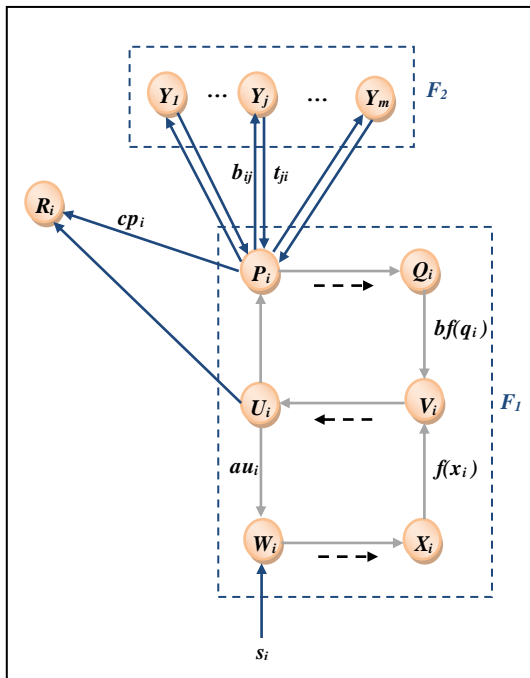 Y1 ... Yj ... Ym F2
bij tji
Ri cpi
Pi Qi
bf(qi)
Ui Vi F1
aui f(xi)
Wi Xi
si